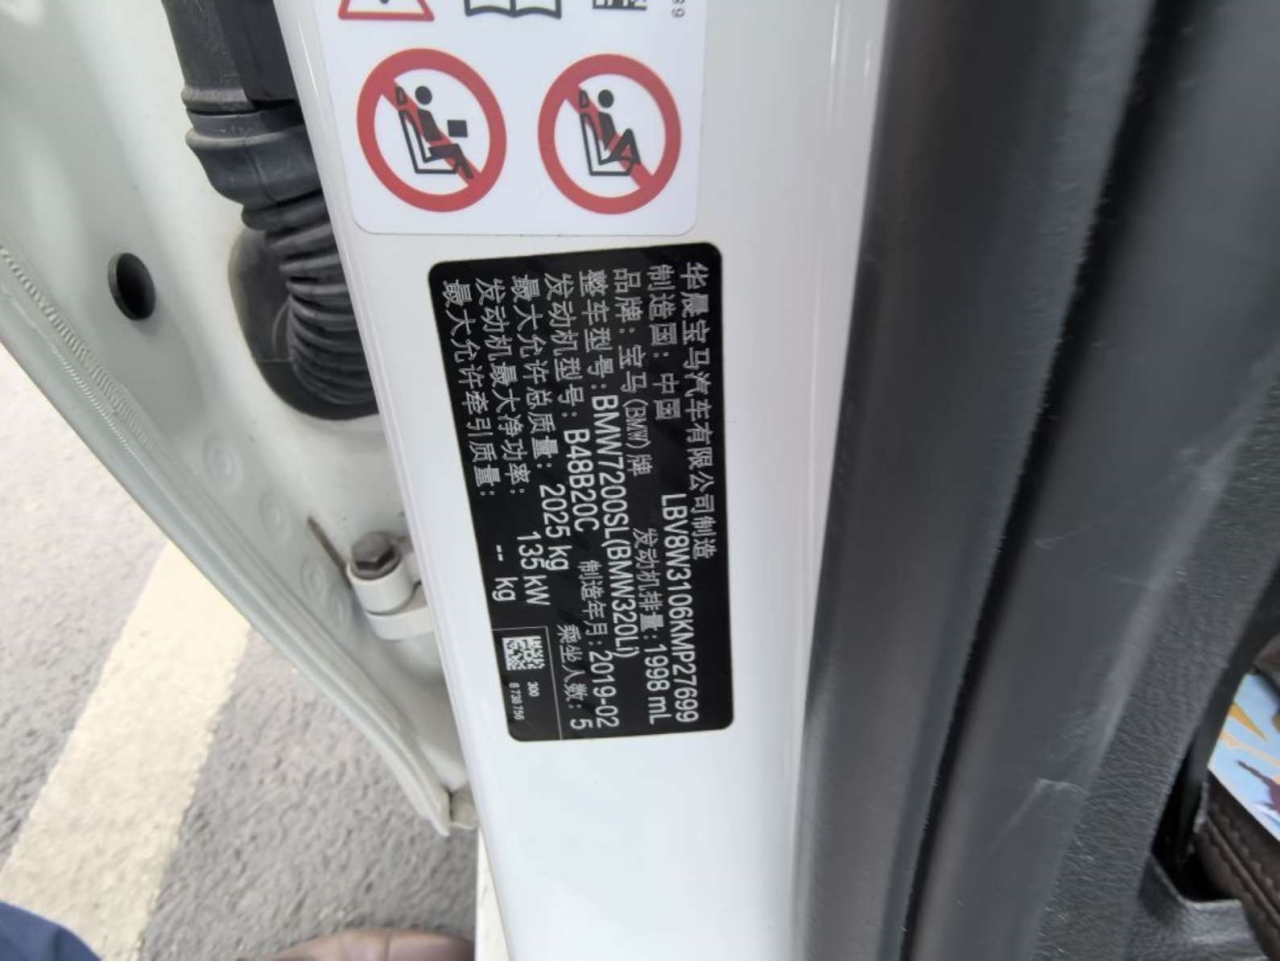 华晨宝马汽车有限公司制造
制造国：中国 LBV8W3106KMP27699
品牌：宝马(BMW)牌 发动机排量：1998 mL
整车型号：BMW7200SL(BMW320Li)
发动机型号：B48B20C 制造年月：2019-02
最大允许总质量：2025 kg 乘坐人数：5
发动机最大净功率：135 kW
最大允许牵引质量：-- kg
300
8 738 756